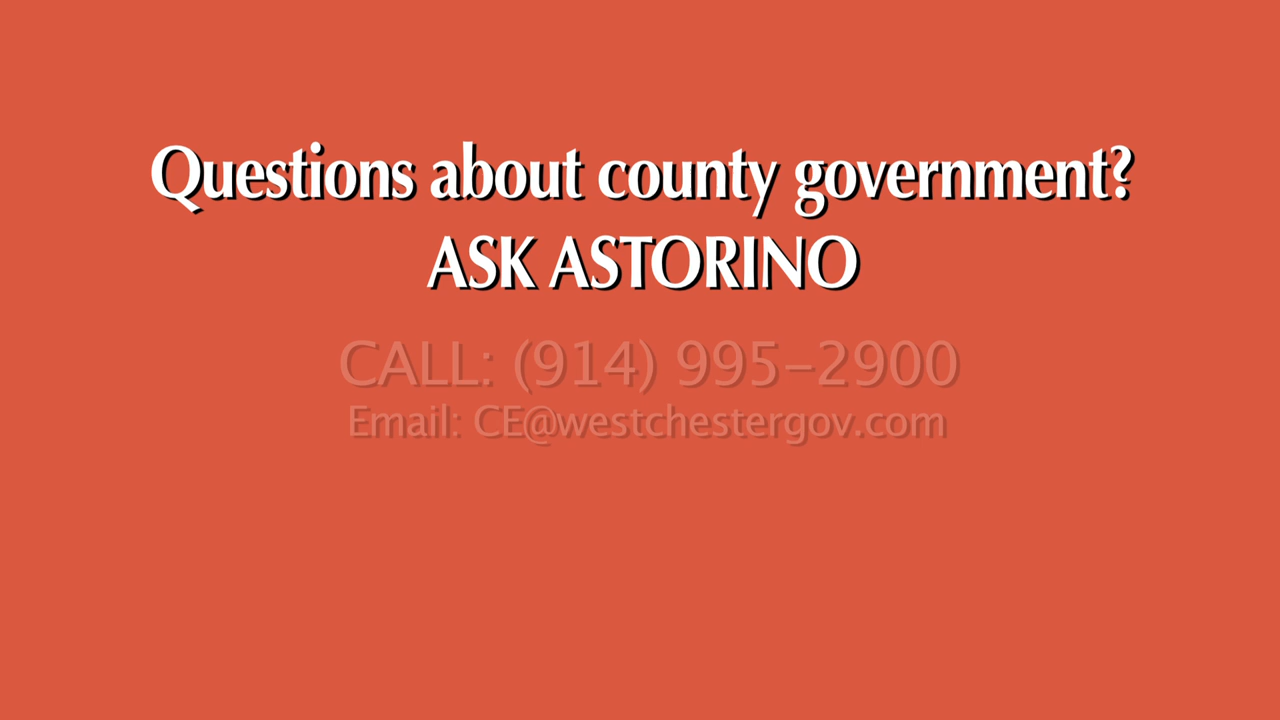 Questions about county government?
ASK ASTORINO
CALL: (914) 995-2900
Email: CE@westchestergov.com